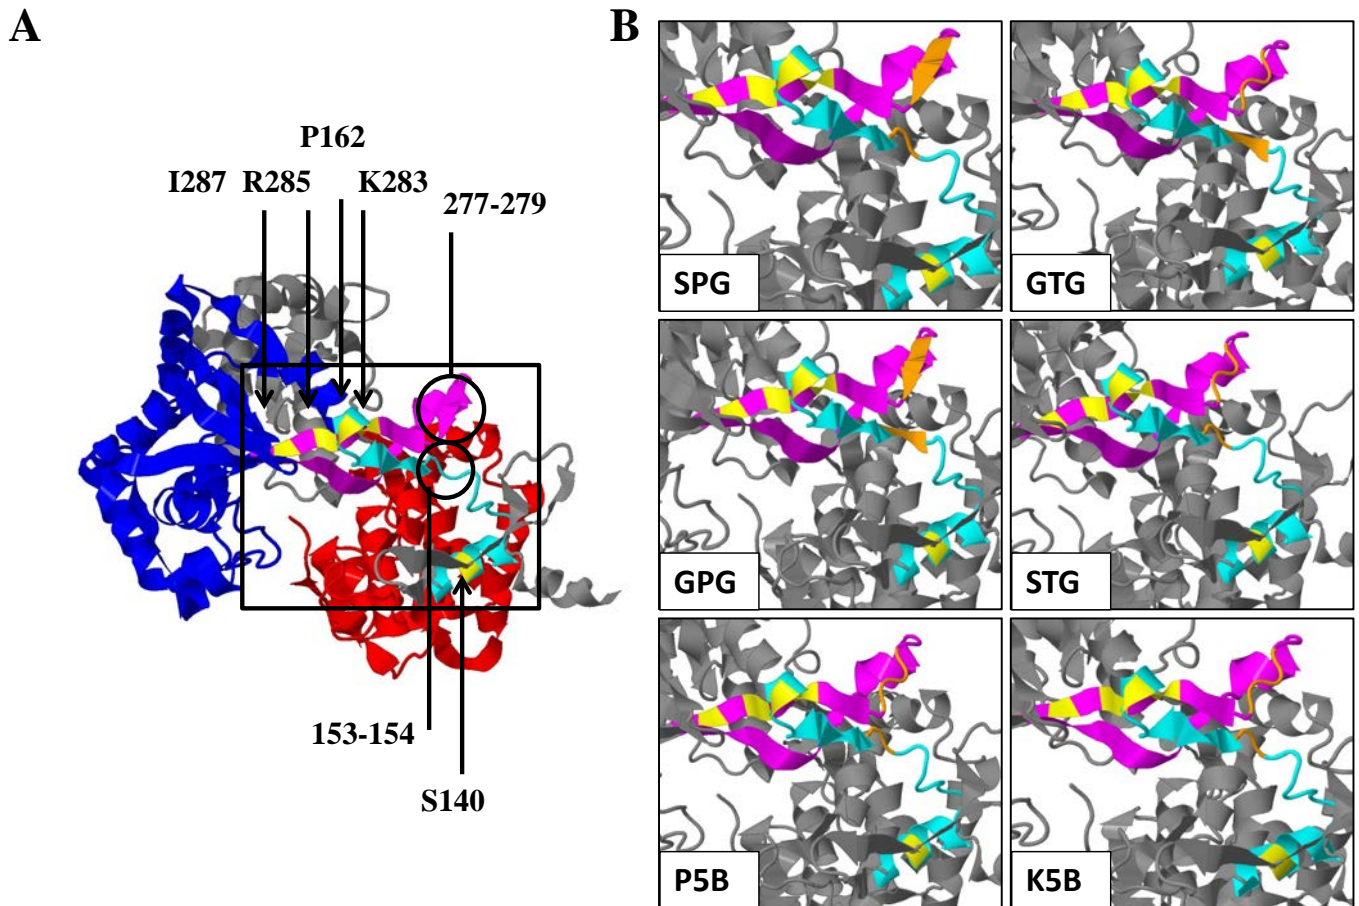 A
B
P162
I287 R285 K283
277-279
153-154
S140
SPG
GTG
GPG
STG
P5B
K5B